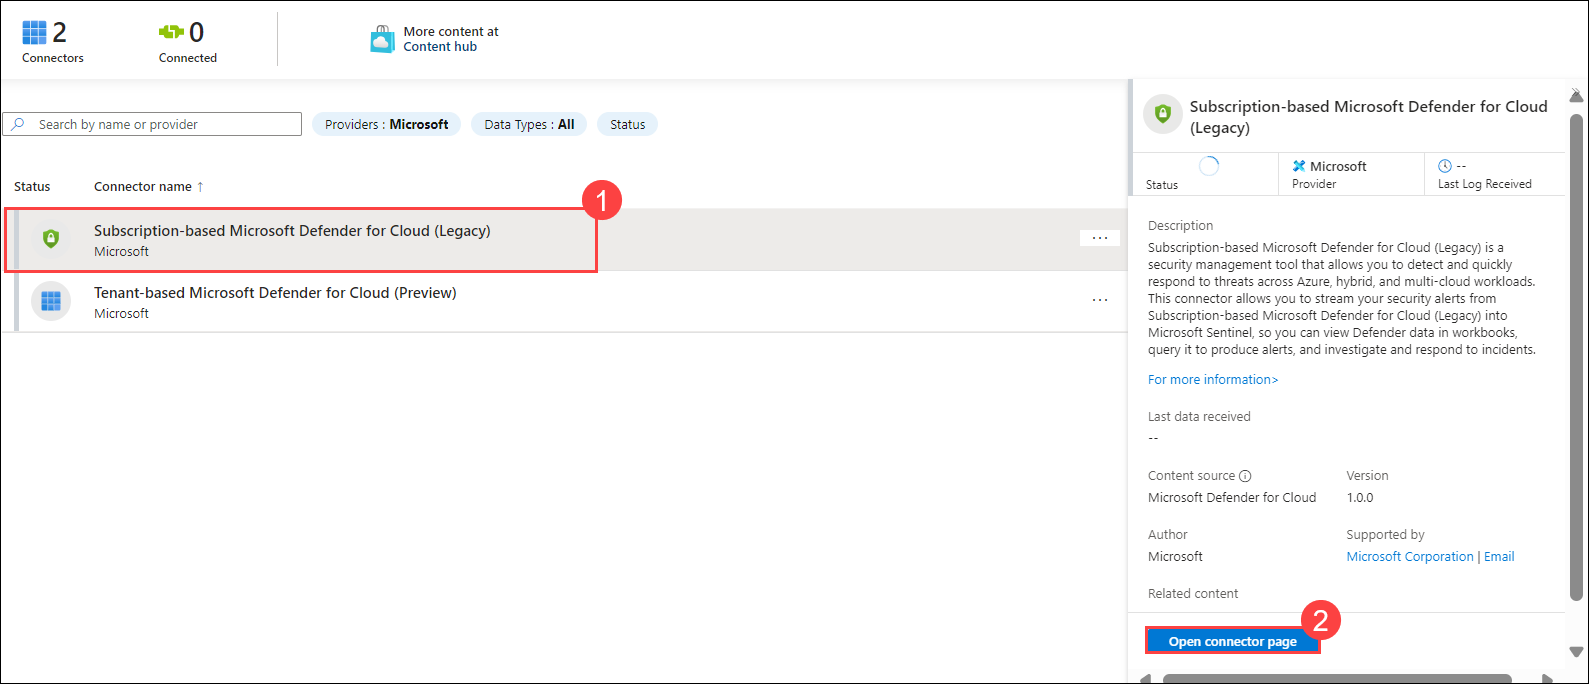 2
Connectors
0
Connected
More content at
Content hub
Search by name or provider
Providers : Microsoft
Data Types : All
Status
Status
Connector name ↑
1
Subscription-based Microsoft Defender for Cloud (Legacy)
Microsoft
...
Tenant-based Microsoft Defender for Cloud (Preview)
Microsoft
...
Subscription-based Microsoft Defender for Cloud
(Legacy)
Status
Microsoft
Provider
--
Last Log Received
Description
Subscription-based Microsoft Defender for Cloud (Legacy) is a
security management tool that allows you to detect and quickly
respond to threats across Azure, hybrid, and multi-cloud workloads.
This connector allows you to stream your security alerts from
Subscription-based Microsoft Defender for Cloud (Legacy) into
Microsoft Sentinel, so you can view Defender data in workbooks,
query it to produce alerts, and investigate and respond to incidents.
For more information>
Last data received
--
Content source
Version
Microsoft Defender for Cloud
1.0.0
Author
Supported by
Microsoft
Microsoft Corporation | Email
Related content
2
Open connector page